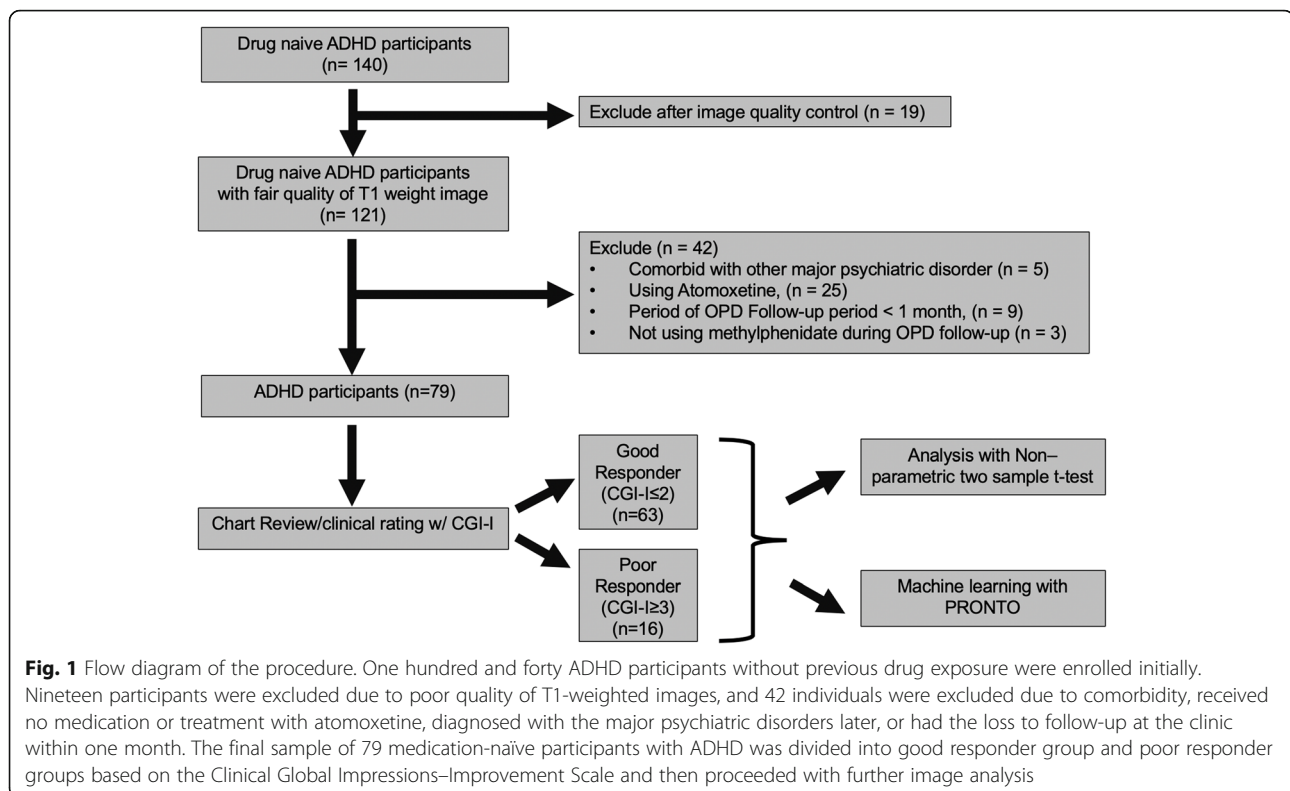 Drug naive ADHD participants
(n= 140)
Exclude after image quality control (n = 19)
Drug naive ADHD participants
with fair quality of T1 weight image
(n= 121)
Exclude (n = 42)
• Comorbid with other major psychiatric disorder (n = 5)
• Using Atomoxetine, (n = 25)
• Period of OPD Follow-up period < 1 month, (n = 9)
• Not using methylphenidate during OPD follow-up (n = 3)
ADHD participants (n=79)
Chart Review/clinical rating w/ CGI-I
Good
Responder
(CGI-I≤2)
(n=63)
Poor
Responder
(CGI-I≥3)
(n=16)
Analysis with Non–
parametric two sample t-test
Machine learning with
PRONTO
Fig. 1 Flow diagram of the procedure. One hundred and forty ADHD participants without previous drug exposure were enrolled initially.
Nineteen participants were excluded due to poor quality of T1-weighted images, and 42 individuals were excluded due to comorbidity, received
no medication or treatment with atomoxetine, diagnosed with the major psychiatric disorders later, or had the loss to follow-up at the clinic
within one month. The final sample of 79 medication-naïve participants with ADHD was divided into good responder group and poor responder
groups based on the Clinical Global Impressions–Improvement Scale and then proceeded with further image analysis